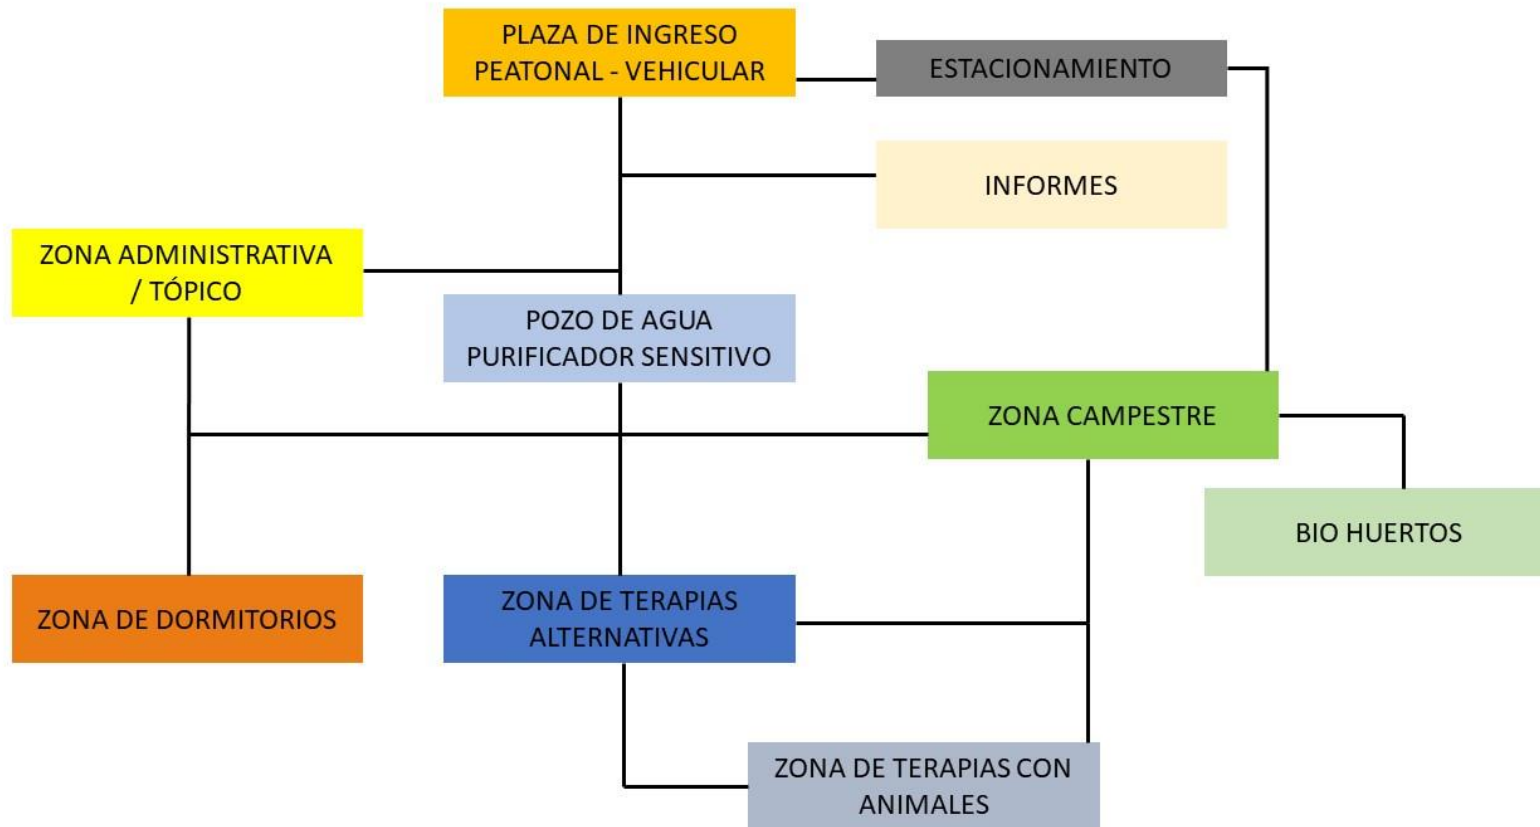 PLAZA DE INGRESO
PEATONAL - VEHICULAR
ESTACIONAMIENTO
INFORMES
ZONA ADMINISTRATIVA
/ TÓPICO
POZO DE AGUA
PURIFICADOR SENSITIVO
ZONA CAMPESTRE
BIO HUERTOS
ZONA DE DORMITORIOS
ZONA DE TERAPIAS
ALTERNATIVAS
ZONA DE TERAPIAS CON
ANIMALES